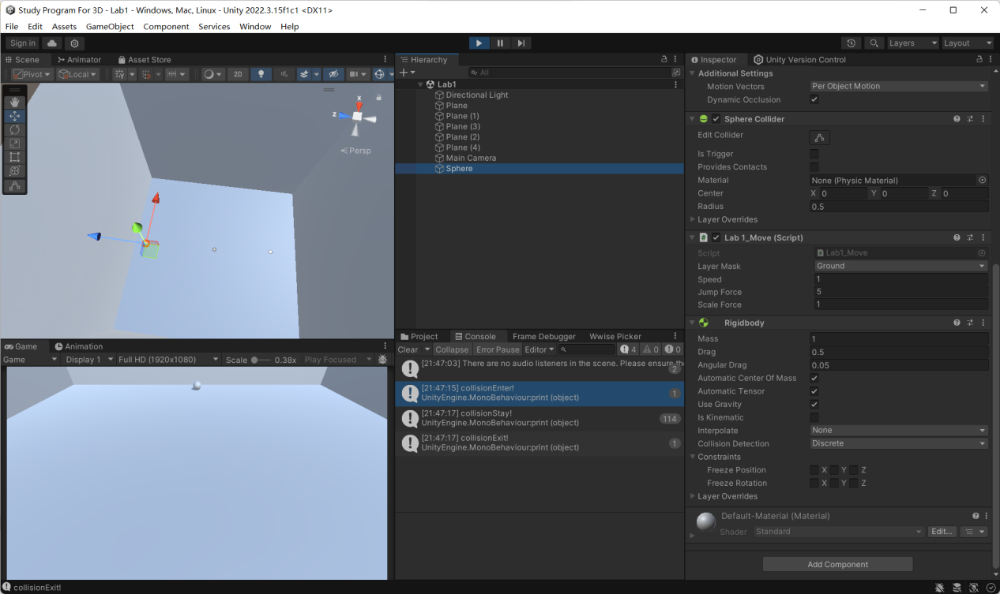 Study Program For 3D - Lab1 - Windows, Mac, Linux - Unity 2022.3.15f1c1 <DX11>
File Edit Assets GameObject Component Services Window Help
Sign in Layers Layout
Scene Animator Asset Store
Pivot Local 2D
x
z
Persp
Hierarchy
All
Lab1
Directional Light
Plane
Plane (1)
Plane (3)
Plane (2)
Plane (4)
Main Camera
Sphere
Game Animation
Game Display 1 Full HD (1920x1080) Scale 0.38x Play Focused
Project Console Frame Debugger Wwise Picker
Clear Collapse Error Pause Editor 4 0 0
[21:47:03] There are no audio listeners in the scene. Please ensure the
2
[21:47:15] collisionEnter!
UnityEngine.MonoBehaviour:print (object) 1
[21:47:17] collisionStay!
UnityEngine.MonoBehaviour:print (object) 114
[21:47:17] collisionExit!
UnityEngine.MonoBehaviour:print (object) 1
Inspector Unity Version Control
Additional Settings
Motion Vectors Per Object Motion
Dynamic Occlusion
Sphere Collider
Edit Collider
Is Trigger
Provides Contacts
Material None (Physic Material)
Center X 0 Y 0 Z 0
Radius 0.5
Layer Overrides
# Lab 1_Move (Script)
Script Lab1_Move
Layer Mask Ground
Speed 1
Jump Force 5
Scale Force 1
Rigidbody
Mass 1
Drag 0.5
Angular Drag 0.05
Automatic Center Of Mass
Automatic Tensor
Use Gravity
Is Kinematic
Interpolate None
Collision Detection Discrete
Constraints
Freeze Position X Y Z
Freeze Rotation X Y Z
Layer Overrides
Default-Material (Material)
Shader Standard Edit...
Add Component
collisionExit!